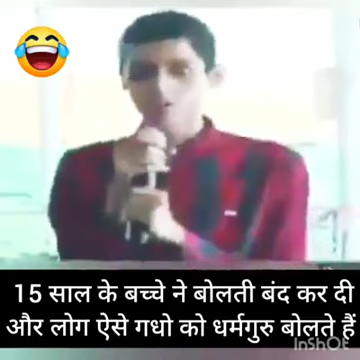 15 साल के बच्चे ने बोलती बंद कर दी
और लोग ऐसे गधो को धर्मगुरु बोलते हैं
InShOt